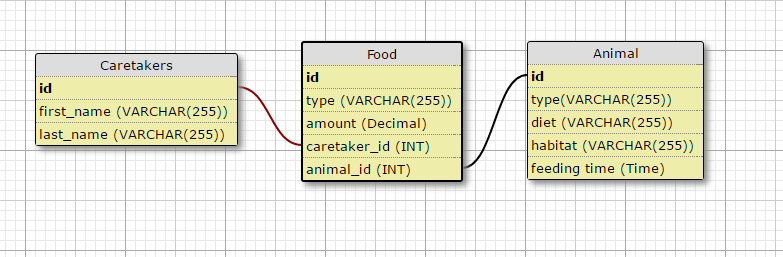 Caretakers
id
first_name (VARCHAR(255))
last_name (VARCHAR(255))
Food
id
type (VARCHAR(255))
amount (Decimal)
caretaker_id (INT)
animal_id (INT)
Animal
id
type(VARCHAR(255))
diet (VARCHAR(255))
habitat (VARCHAR(255))
feeding time (Time)